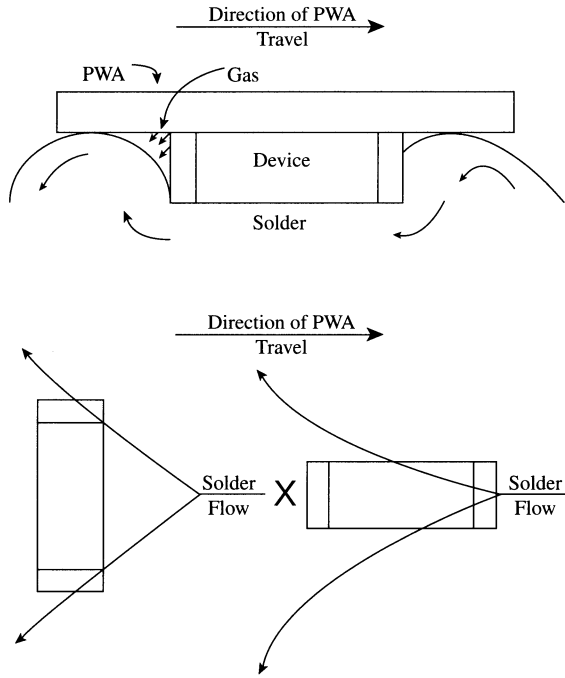 Direction of PWA
Travel
PWA
Gas
Device
Solder
Direction of PWA
Travel
Solder
Flow
X
Solder
Flow